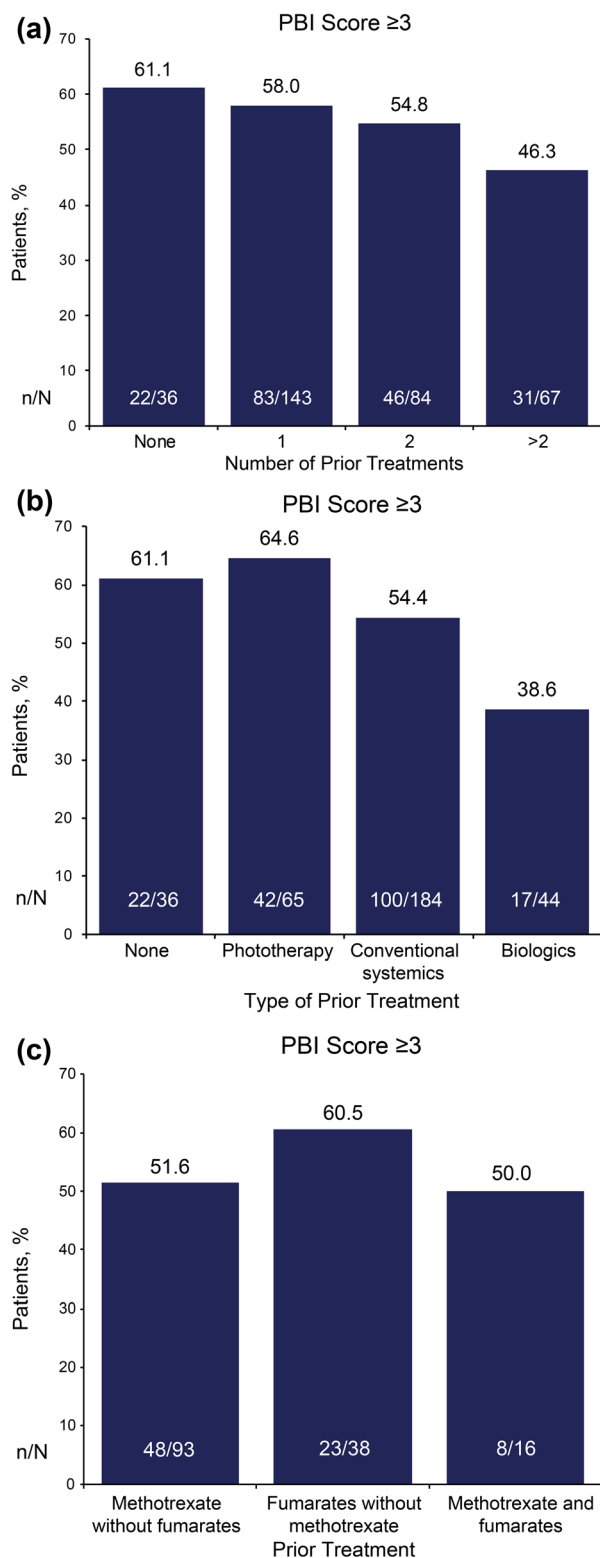 (a)
PBI Score ≥3
70
60
50
40
30
20
10
0
Patients, %
61.1
58.0
54.8
46.3
n/N
22/36
83/143
46/84
31/67
None
1
2
>2
Number of Prior Treatments
(b)
PBI Score ≥3
70
60
50
40
30
20
10
0
Patients, %
61.1
64.6
54.4
38.6
n/N
22/36
42/65
100/184
17/44
None
Phototherapy
Conventional
systemics
Biologics
Type of Prior Treatment
(c)
PBI Score ≥3
70
60
50
40
30
20
10
0
Patients, %
51.6
60.5
50.0
n/N
48/93
23/38
8/16
Methotrexate
without fumarates
Fumarates without
methotrexate
Methotrexate and
fumarates
Prior Treatment